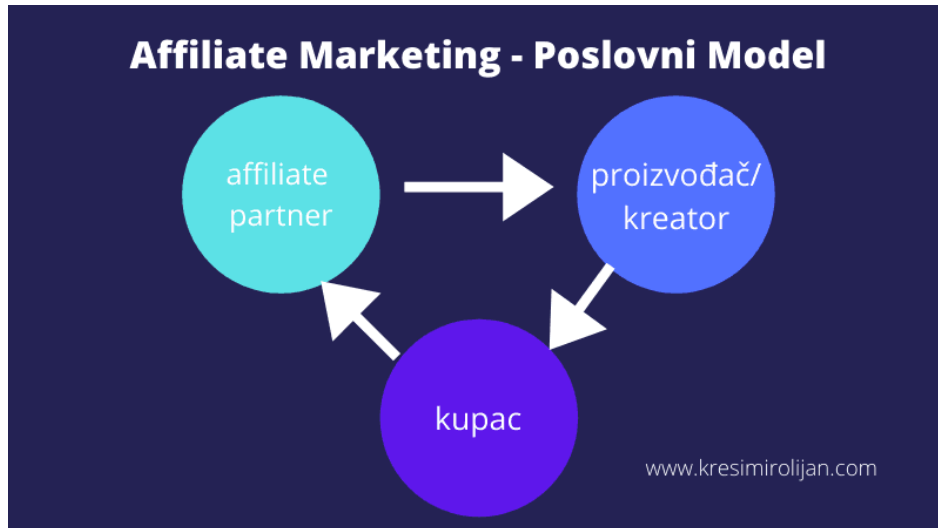 Affiliate Marketing - Poslovni Model
affiliate
partner
proizvođač/
kreator
kupac
www.kresimirolijan.com